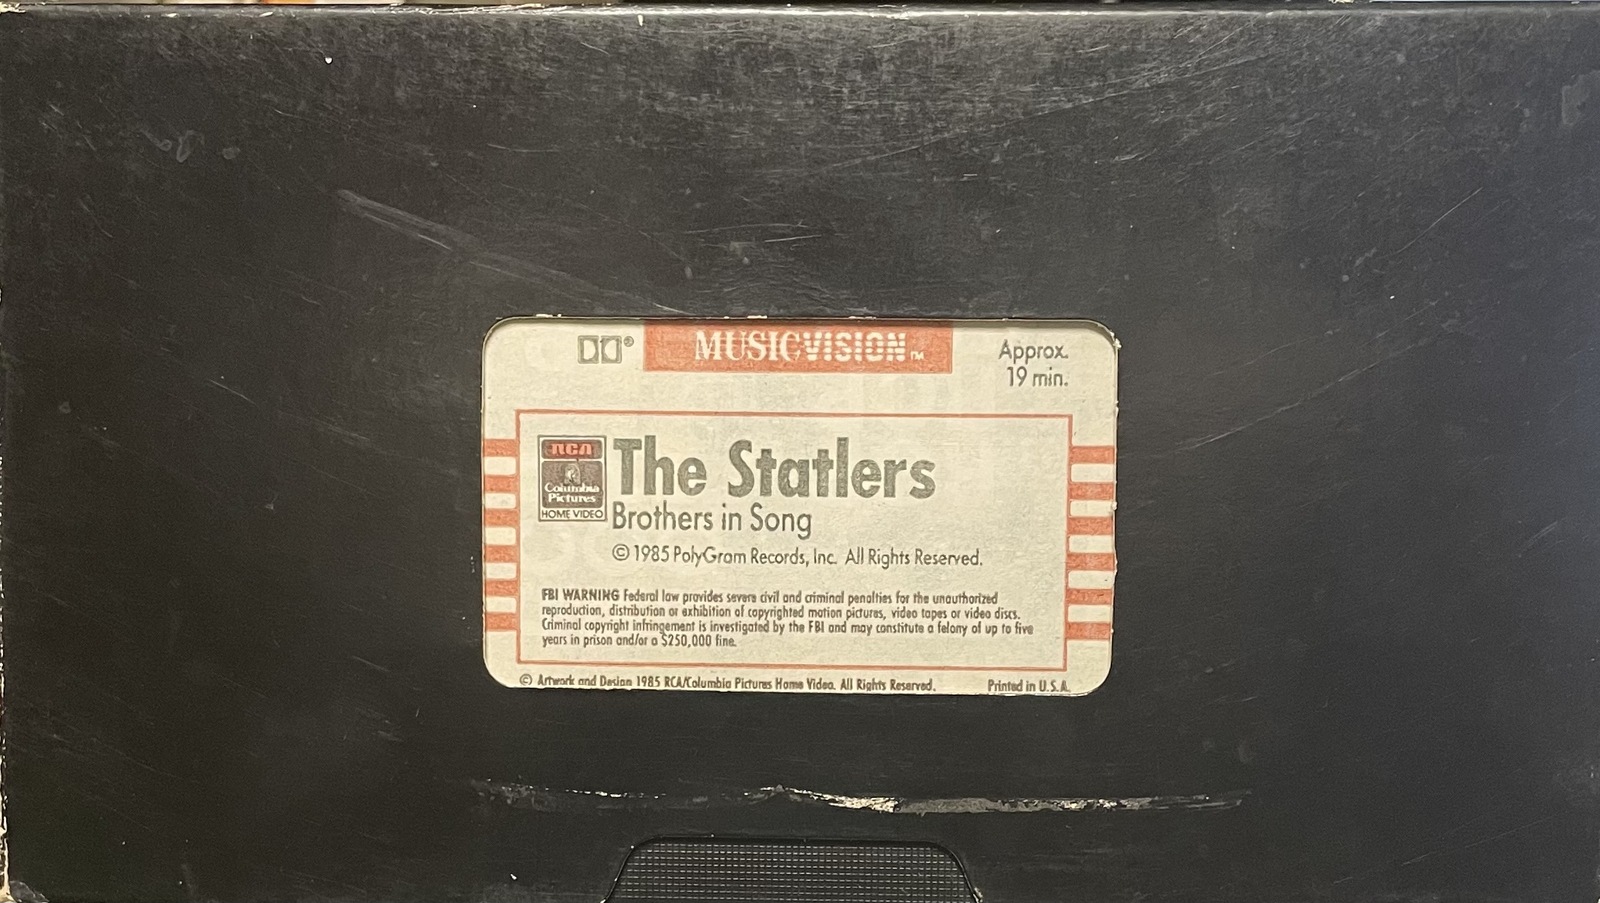 MUSICVISION™
Approx.
19 min.
RCA
Columbia
Pictures
HOME VIDEO
The Statlers
Brothers in Song
© 1985 PolyGram Records, Inc. All Rights Reserved.
FBI WARNING Federal law provides severe civil and criminal penalties for the unauthorized
reproduction, distribution or exhibition of copyrighted motion pictures, video tapes or video discs.
Criminal copyright infringement is investigated by the FBI and may constitute a felony of up to five
years in prison and/or a $250,000 fine.
© Artwork and Design 1985 RCA/Columbia Pictures Home Video. All Rights Reserved.
Printed in U.S.A.